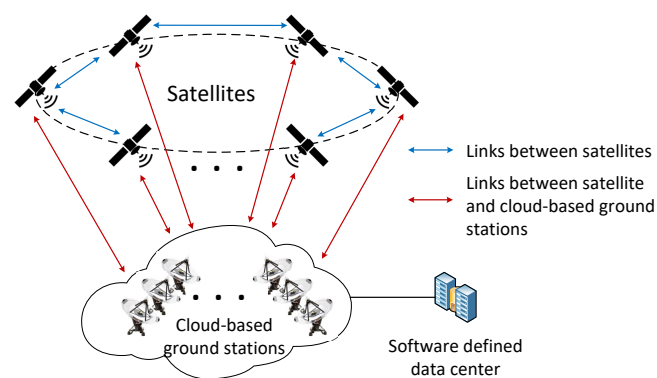 Satellites
. . .
Links between satellites
Links between satellite
and cloud-based ground
stations
. . .
Cloud-based
ground stations
Software defined
data center